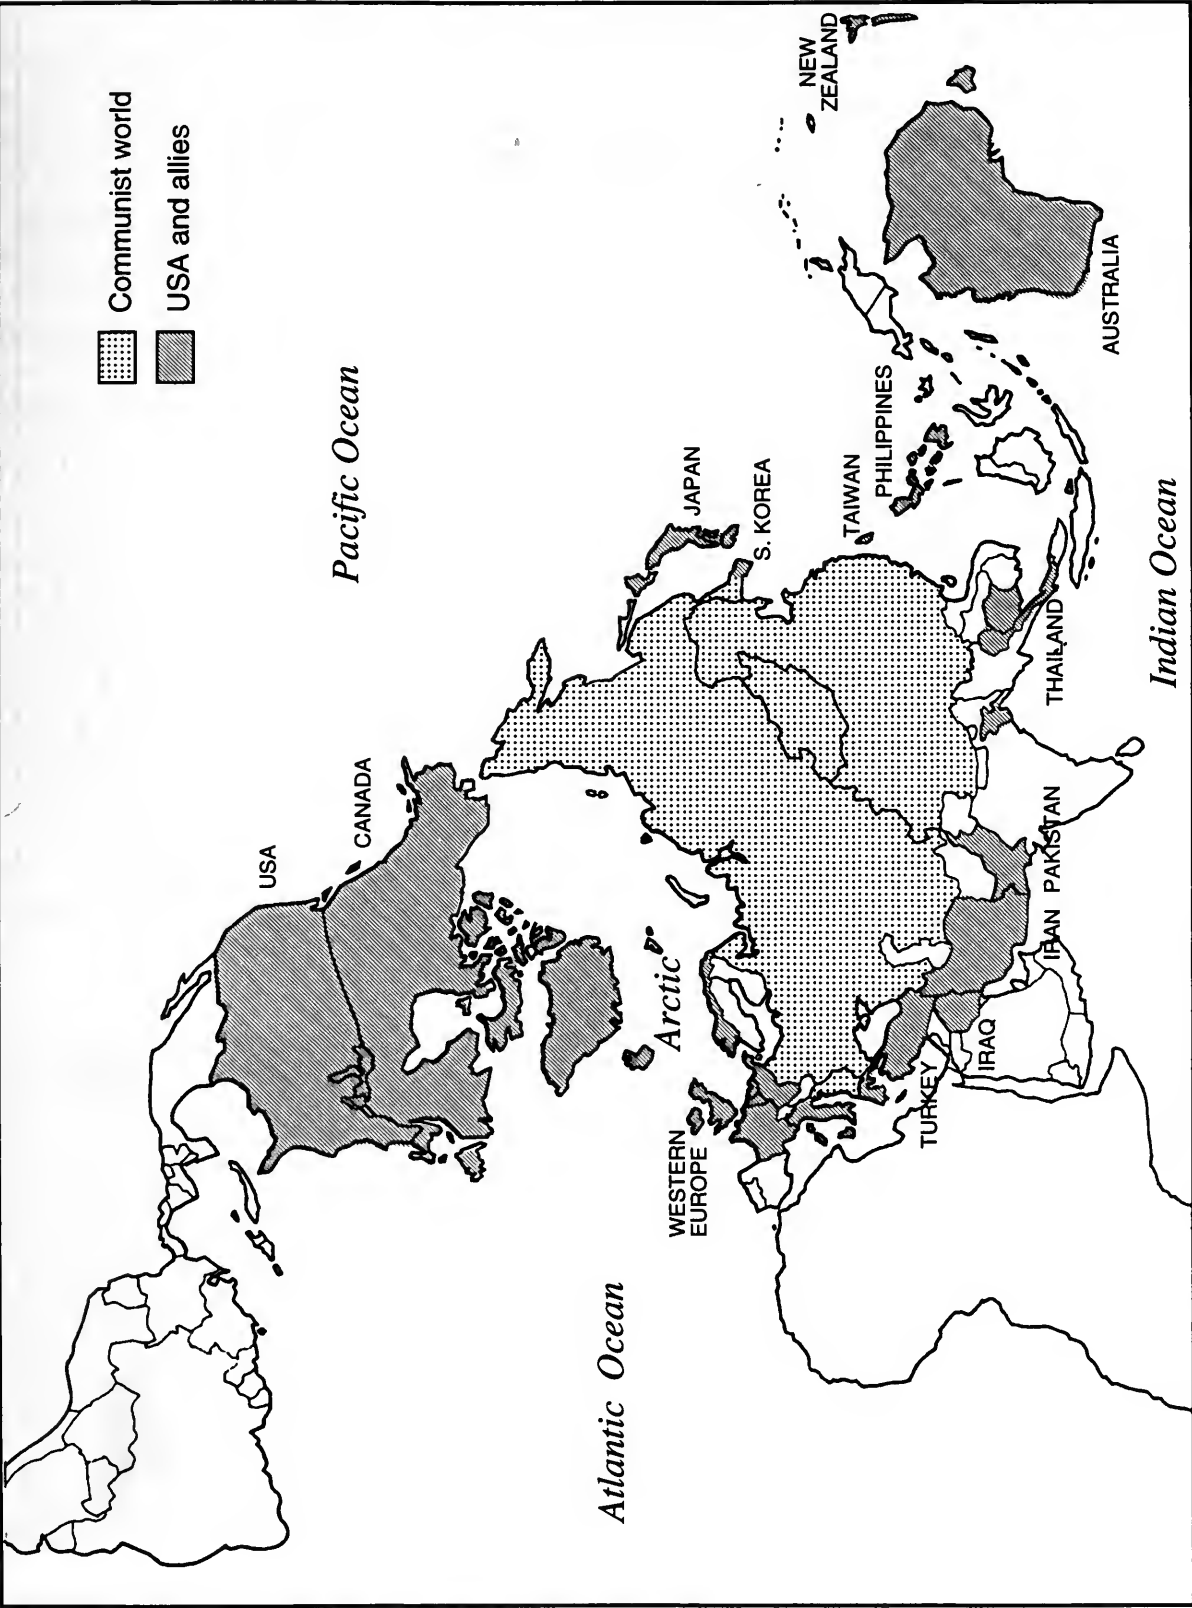 Communist world
USA and allies
Pacific Ocean
USA
CANADA
JAPAN
S. KOREA
TAIWAN
PHILIPPINES
NEW
ZEALAND
AUSTRALIA
Arctic
WESTERN
EUROPE
Atlantic Ocean
TURKEY
IRAQ
IRAN
PAKISTAN
THAILAND
Indian Ocean